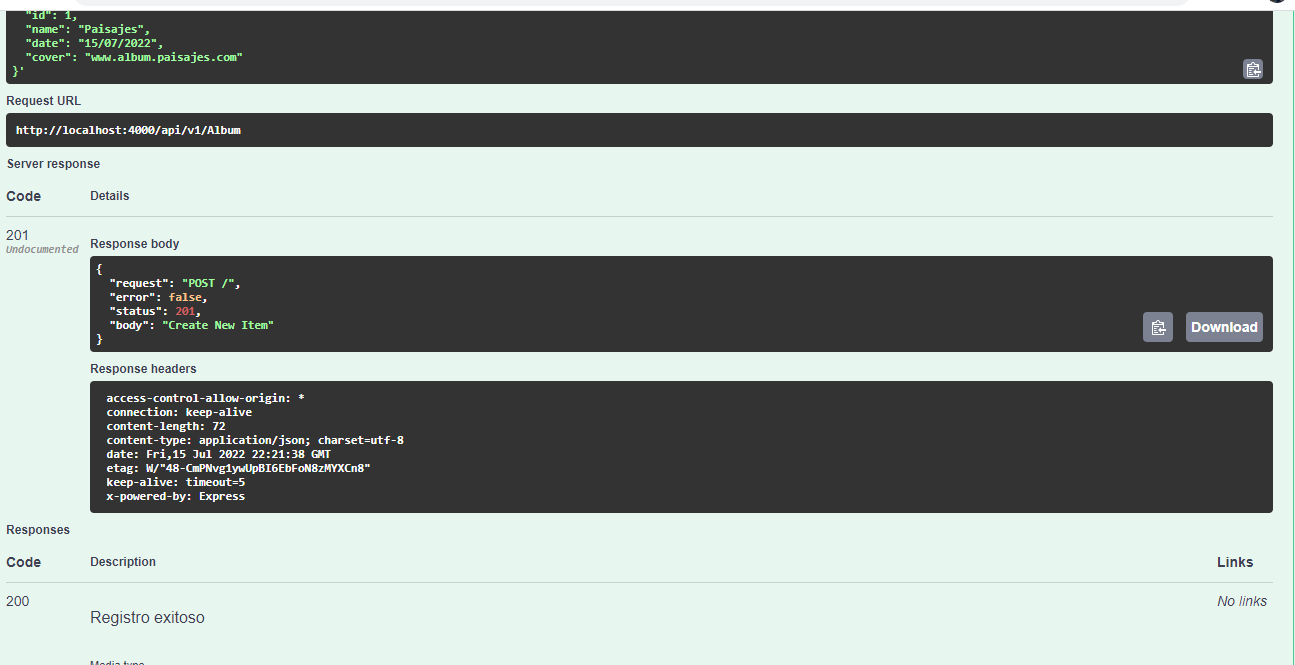 "id": 1,
"name": "Paisajes",
"date": "15/07/2022",
"cover": "www.album.paisajes.com"
}'
Request URL
http://localhost:4000/api/v1/Album
Server response
Code Details
201
Undocumented
Response body
{
"request": "POST /",
"error": false,
"status": 201,
"body": "Create New Item"
}
Download
Response headers
access-control-allow-origin: *
connection: keep-alive
content-length: 72
content-type: application/json; charset=utf-8
date: Fri,15 Jul 2022 22:21:38 GMT
etag: W/"48-CmPNvg1ywUpBI6EbFoN8zMYXCn8"
keep-alive: timeout=5
x-powered-by: Express
Responses
Code Description Links
200 No links
Registro exitoso
Media type